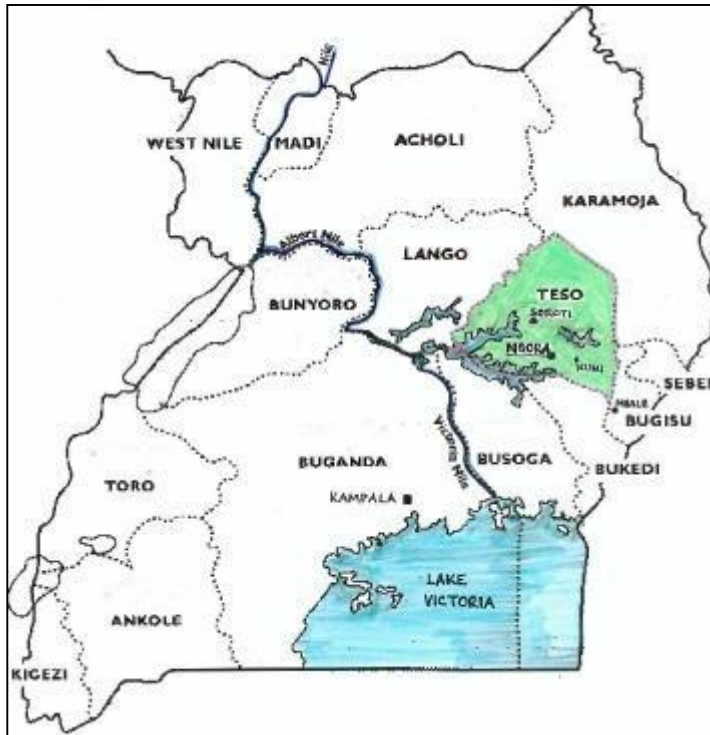 Nile
WEST NILE
MADI
ACHOLI
KARAMOJA
Albert Nile
LANGO
TESO
SOROTI
BUNYORO
NGORA
KUMI
SEBEI
MBALE
BUGISU
Victoria Nile
BUSOGA
BUKEDI
BUGANDA
TORO
KAMPALA
LAKE
VICTORIA
ANKOLE
KIGEZI